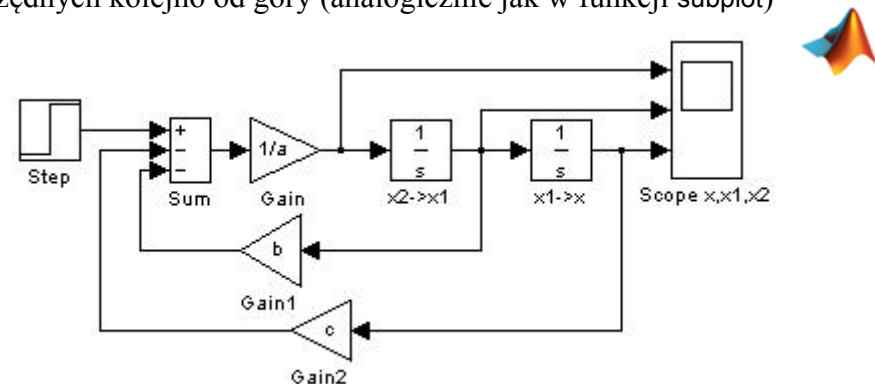 rzędnych kolejno od góry (analogicznie jak w funkcji subplot)
Step
+
−
−
Sum
1/a
Gain
1
s
x2->x1
1
s
x1->x
Scope x,x1,x2
b
Gain1
c
Gain2